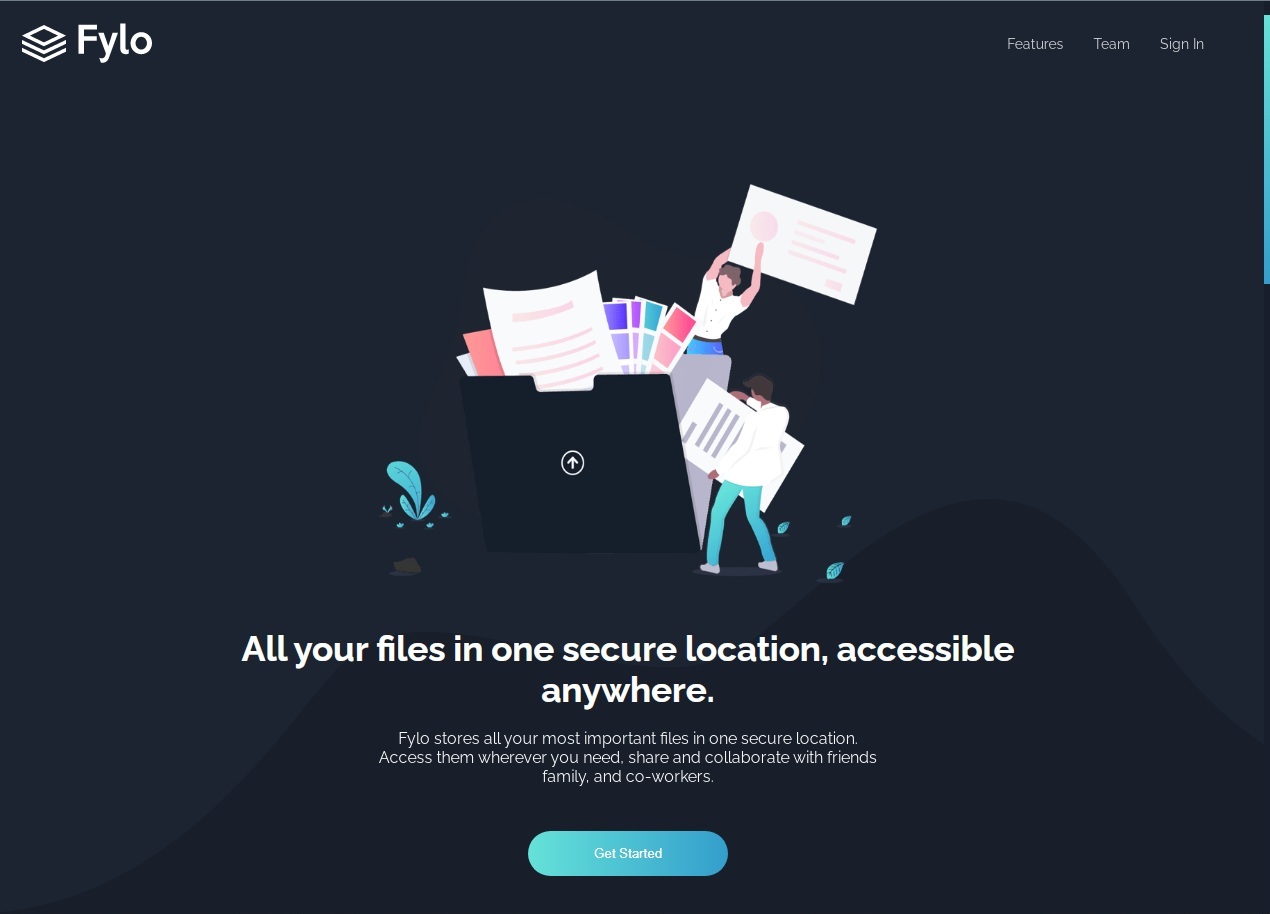 Fylo
Features
Team
Sign In
All your files in one secure location, accessible
anywhere.
Fylo stores all your most important files in one secure location.
Access them wherever you need, share and collaborate with friends
family, and co-workers.
Get Started